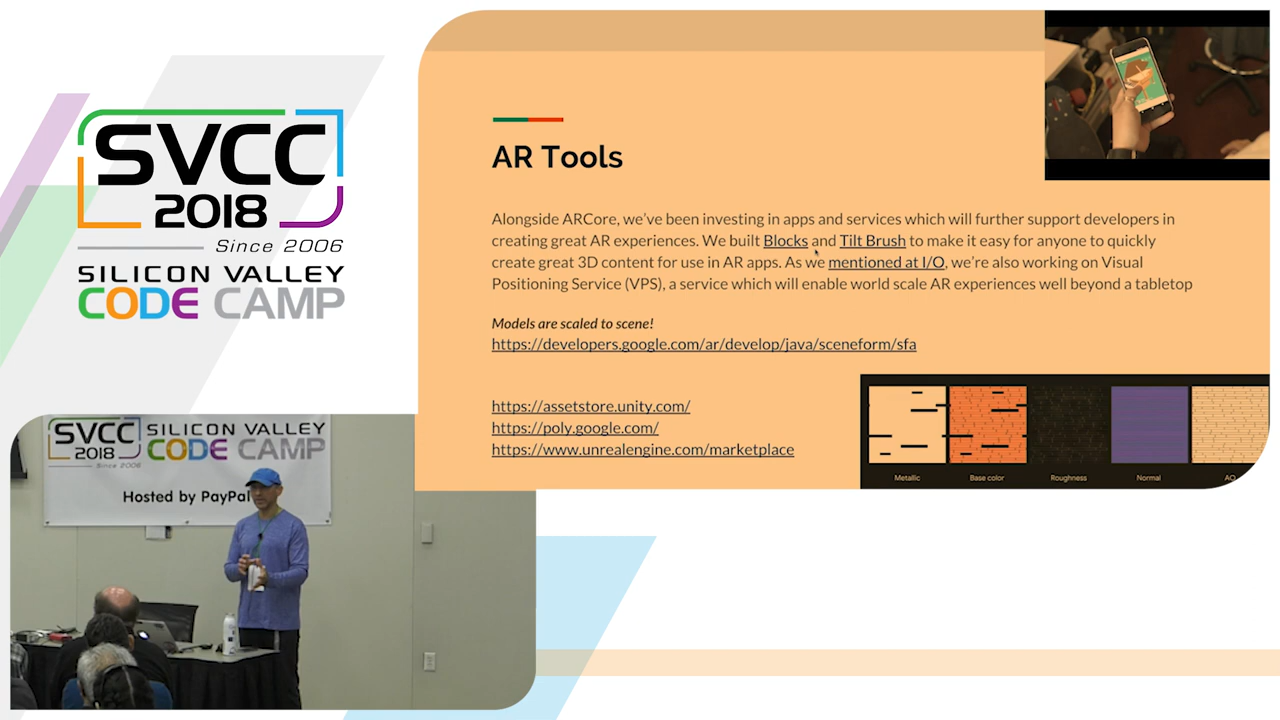 SVCC
2018
Since 2006
SILICON VALLEY
CODE CAMP
AR Tools
Alongside ARCore, we've been investing in apps and services which will further support developers in
creating great AR experiences. We built Blocks and Tilt Brush to make it easy for anyone to quickly
create great 3D content for use in AR apps. As we mentioned at I/O, we're also working on Visual
Positioning Service (VPS), a service which will enable world scale AR experiences well beyond a tabletop
Models are scaled to scene!
https://developers.google.com/ar/develop/java/sceneform/sfa
https://assetstore.unity.com/
https://poly.google.com/
https://www.unrealengine.com/marketplace
Metallic Base color Roughness Normal AO
SVCC
2018
Since 2006
SILICON VALLEY
CODE CAMP
Hosted by PayPal